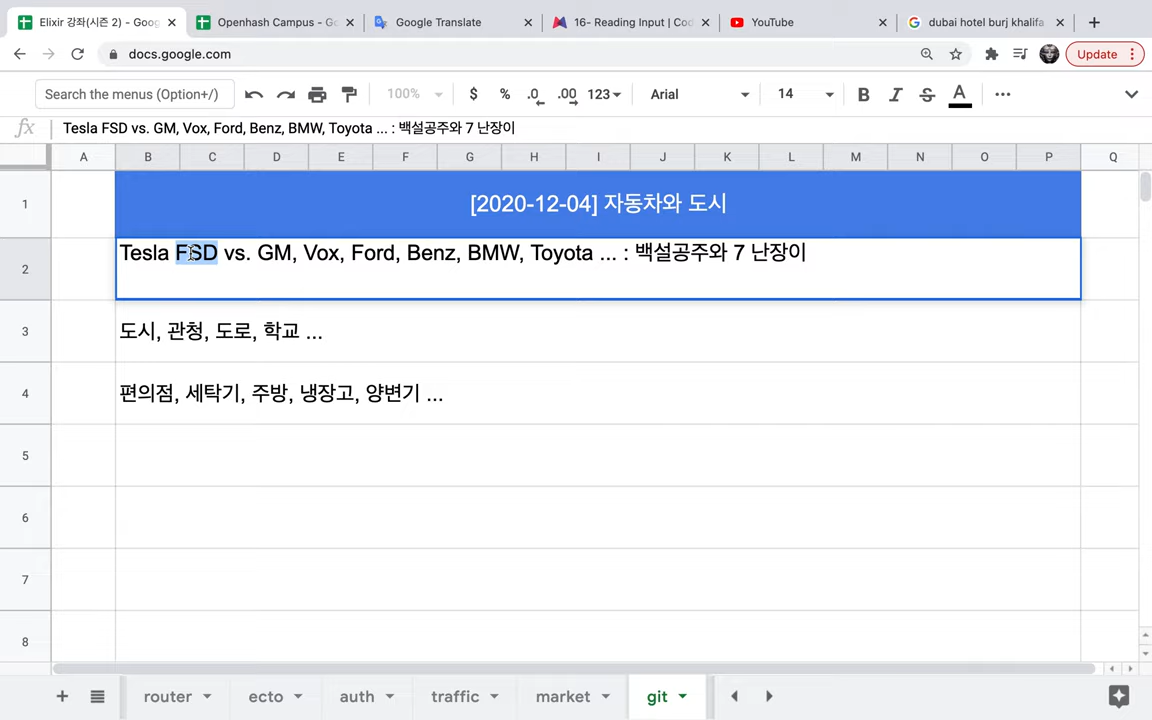 Elixir 강좌(시즌 2) - Goog
Openhash Campus - Go
Google Translate
16- Reading Input | Co
YouTube
dubai hotel burj khalifa
docs.google.com
Update
Search the menus (Option+/)
100%
$ % .0 .00 123
Arial
14
B I S A
fx Tesla FSD vs. GM, Vox, Ford, Benz, BMW, Toyota ... : 백설공주와 7 난장이
A B C D E F G H I J K L M N O P Q
1 [2020-12-04] 자동차와 도시
2 Tesla FSD vs. GM, Vox, Ford, Benz, BMW, Toyota ... : 백설공주와 7 난장이
3 도시, 관청, 도로, 학교 ...
4 편의점, 세탁기, 주방, 냉장고, 양변기 ...
5
6
7
8
router ecto auth traffic market git